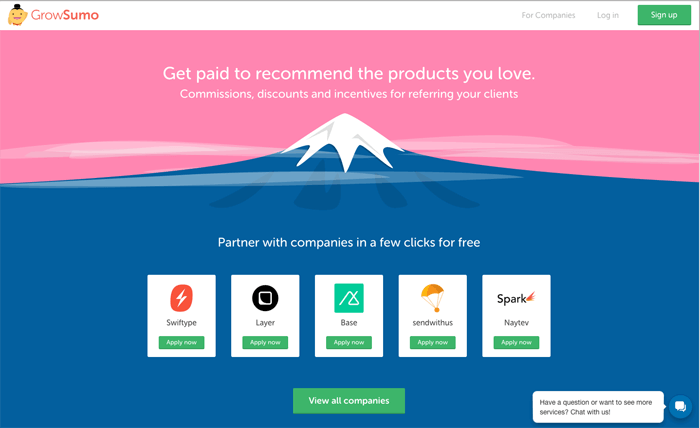 GrowSumo
For Companies
Log in
Sign up
Get paid to recommend the products you love.
Commissions, discounts and incentives for referring your clients
Partner with companies in a few clicks for free
Swiftype
Layer
Base
sendwithus
Spark
Naytev
Apply now
Apply now
Apply now
Apply now
Apply now
View all companies
Have a question or want to see more
services? Chat with us!